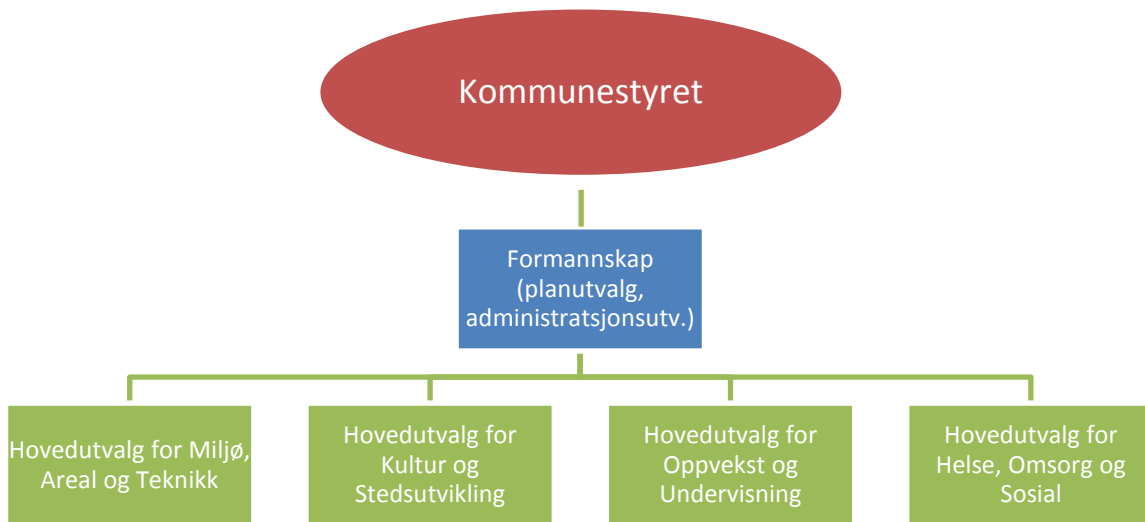 Kommunestyret
Formannskap
(planutvalg,
administratsjonsutv.)
Hovedutvalg for Miljø,
Areal og Teknikk
Hovedutvalg for
Kultur og
Stedsutvikling
Hovedutvalg for
Oppvekst og
Undervisning
Hovedutvalg for
Helse, Omsorg og
Sosial